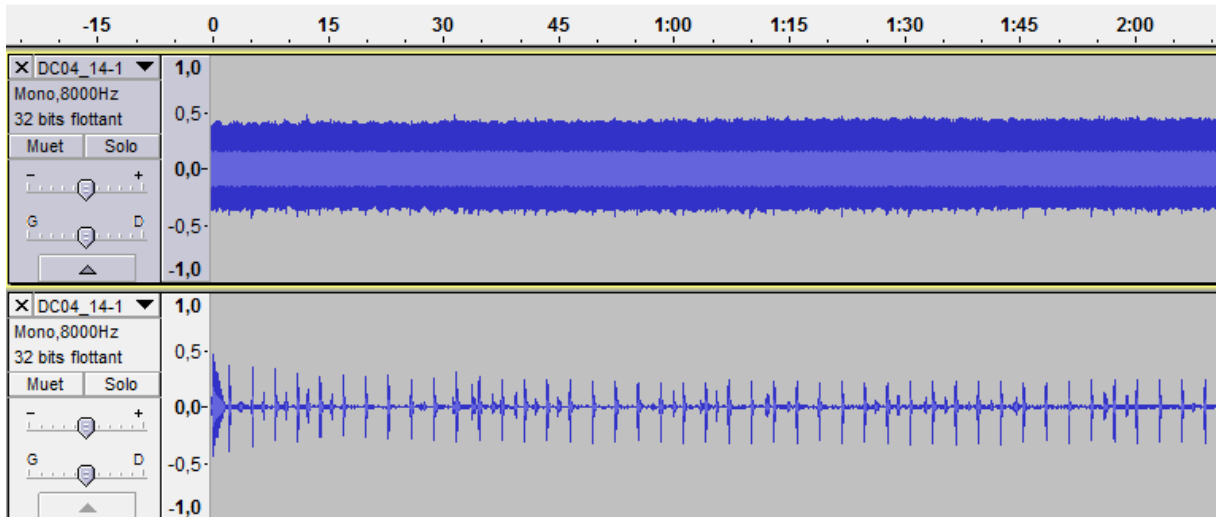 -15 0 15 30 45 1:00 1:15 1:30 1:45 2:00
X DC04_14-1 ▼
Mono,8000Hz
32 bits flottant
Muet Solo
- +
G D
1,0
0,5
0,0
-0,5
-1,0
X DC04_14-1 ▼
Mono,8000Hz
32 bits flottant
Muet Solo
- +
G D
1,0
0,5
0,0
-0,5
-1,0